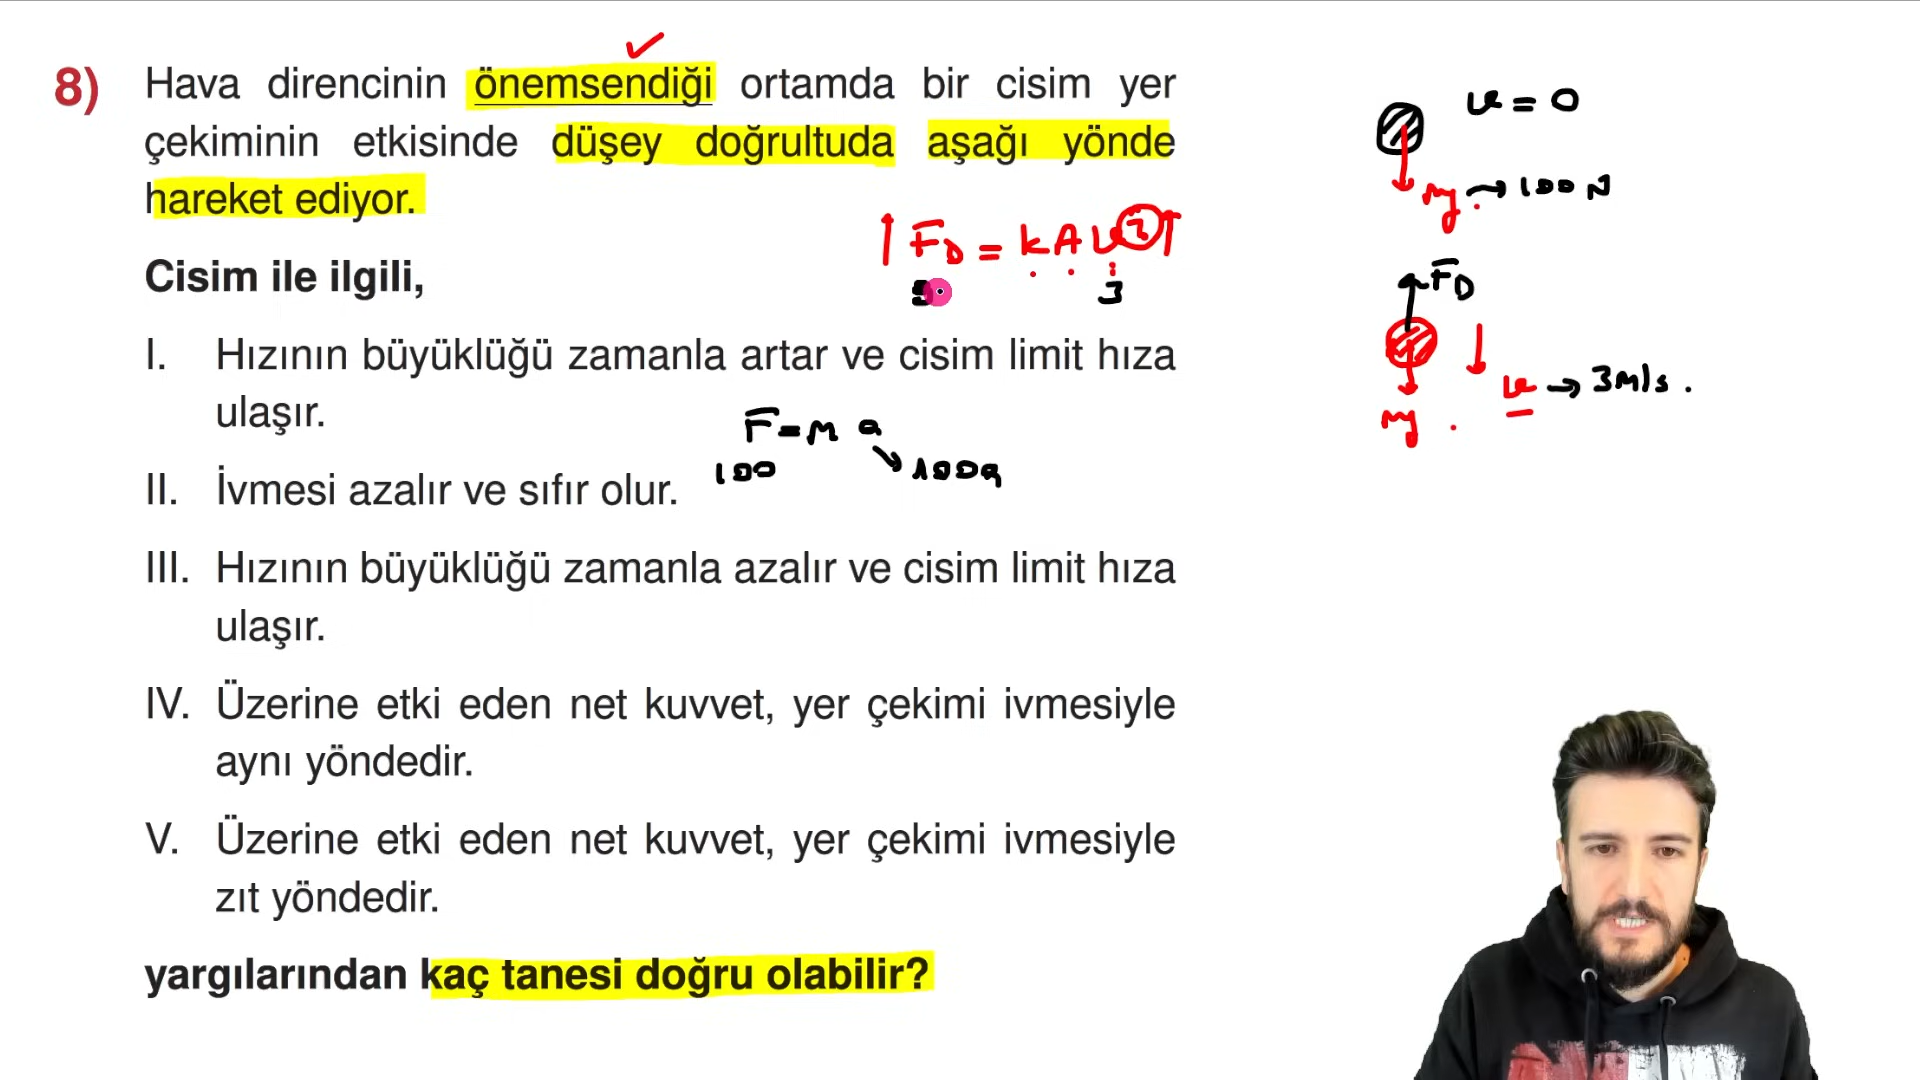 8) Hava direncinin önemsendiği ortamda bir cisim yer
çekiminin etkisinde düşey doğrultuda aşağı yönde
hareket ediyor.
Cisim ile ilgili,
I. Hızının büyüklüğü zamanla artar ve cisim limit hıza
ulaşır.
II. İvmesi azalır ve sıfır olur.
III. Hızının büyüklüğü zamanla azalır ve cisim limit hıza
ulaşır.
IV. Üzerine etki eden net kuvvet, yer çekimi ivmesiyle
aynı yöndedir.
V. Üzerine etki eden net kuvvet, yer çekimi ivmesiyle
zıt yöndedir.
yargılarından kaç tanesi doğru olabilir?
↑ FD = kAv² ↑
3
F = m a
100 → 100a
v = 0
mg → 100 N
FD
v → 3m/s.
mg